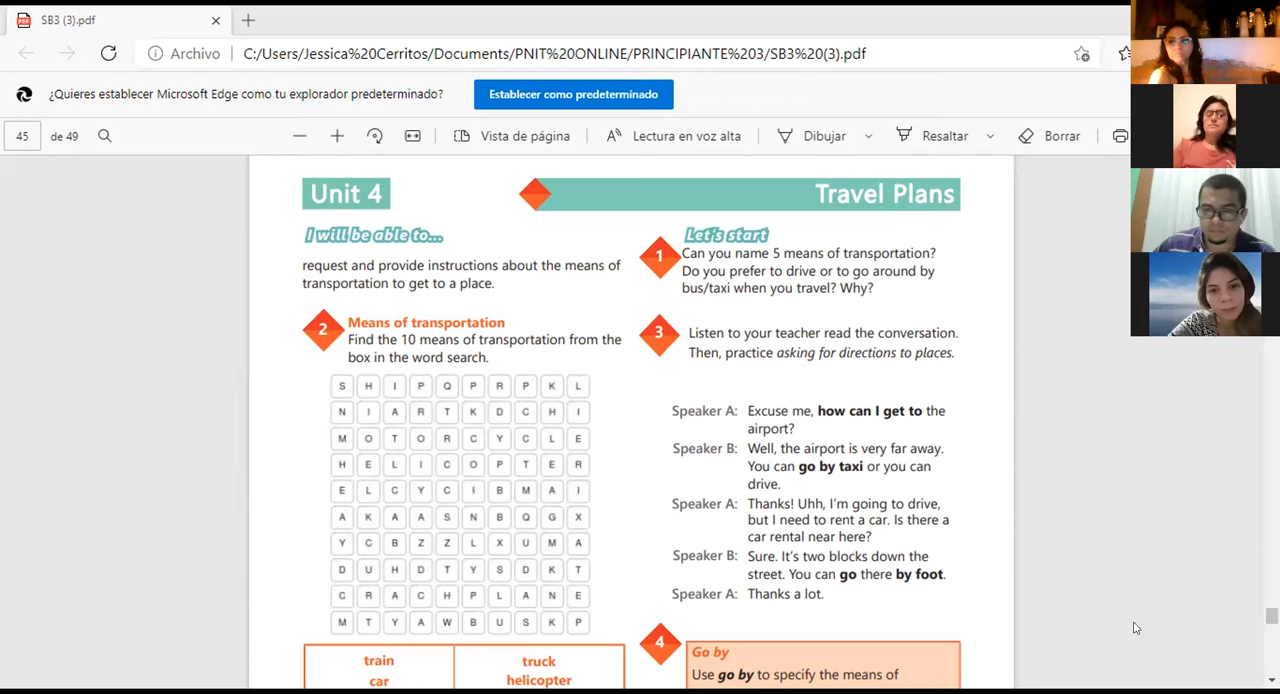 SB3 (3).pdf
Archivo
C:/Users/Jessica%20Cerritos/Documents/PNIT%20ONLINE/PRINCIPIANTE%203/SB3%20(3).pdf
¿Quieres establecer Microsoft Edge como tu explorador predeterminado?
Establecer como predeterminado
45 de 49
Vista de página
Lectura en voz alta
Dibujar
Resaltar
Borrar
Unit 4
Travel Plans
I will be able to...
request and provide instructions about the means of
transportation to get to a place.
Let's start
1 Can you name 5 means of transportation?
Do you prefer to drive or to go around by
bus/taxi when you travel? Why?
2 Means of transportation
Find the 10 means of transportation from the
box in the word search.
S H I P Q P R P K L
N I A R T K D C H I
M O T O R C Y C L E
H E L I C O P T E R
E L C Y C I B M A I
A K A A S N B Q G X
Y C B Z Z L X U M A
D U H D T Y S D K T
C R A C H P L A N E
M T Y A W B U S K P
train
car
truck
helicopter
3 Listen to your teacher read the conversation.
Then, practice asking for directions to places.
Speaker A: Excuse me, how can I get to the
airport?
Speaker B: Well, the airport is very far away.
You can go by taxi or you can
drive.
Speaker A: Thanks! Uhh, I'm going to drive,
but I need to rent a car. Is there a
car rental near here?
Speaker B: Sure. It's two blocks down the
street. You can go there by foot.
Speaker A: Thanks a lot.
4 Go by
Use go by to specify the means of